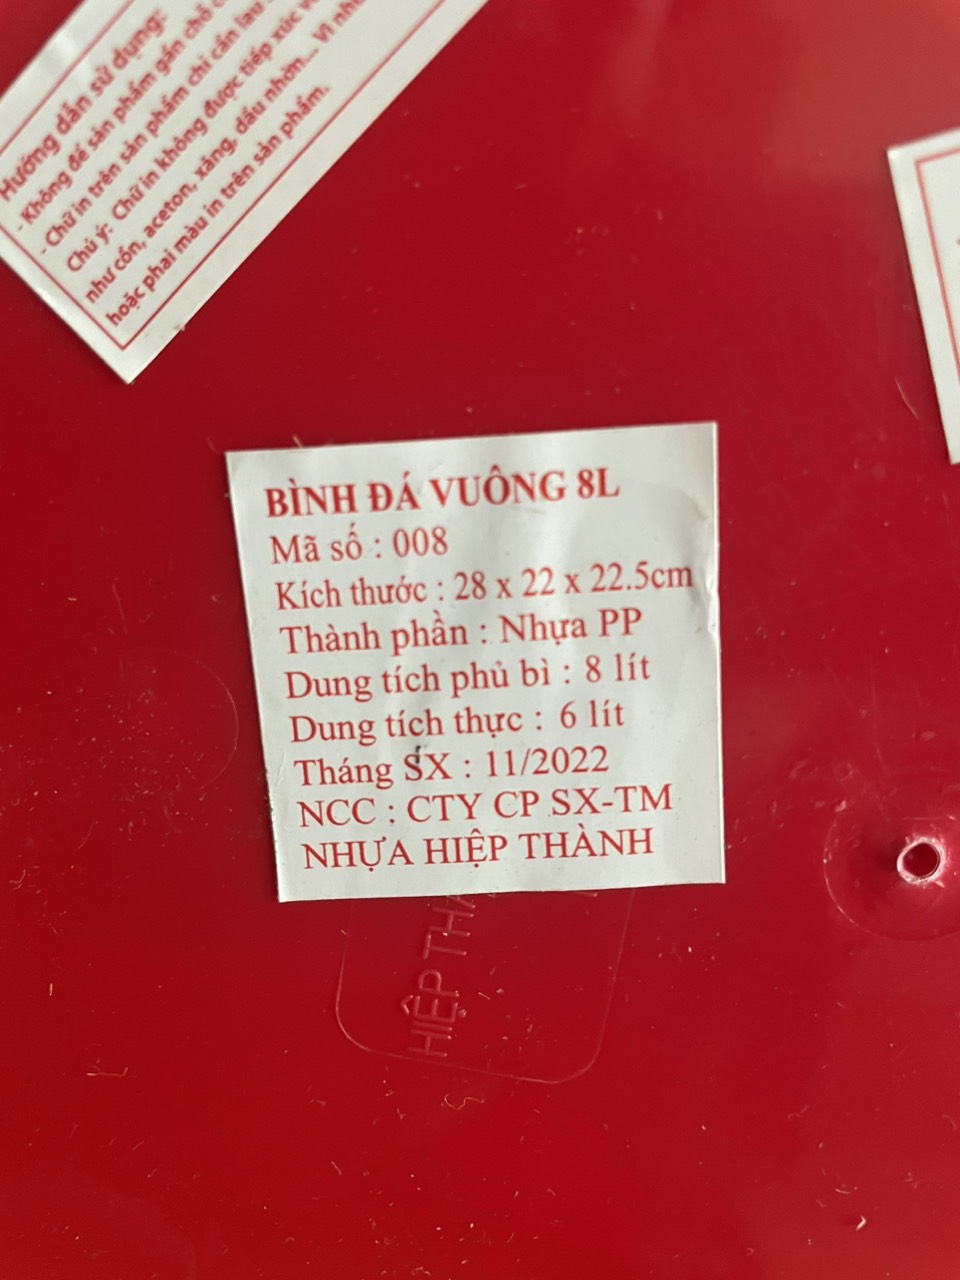 Hướng dẫn sử dụng:
- Không để sản phẩm gần chỗ
- Chữ in trên sản phẩm chỉ cần lau
Chú ý: Chữ in không được tiếp xúc
như cồn, aceton, xăng, dầu nhờn... Vì
hoặc phai màu in trên sản phẩm.
BÌNH ĐÁ VUÔNG 8L
Mã số : 008
Kích thước : 28 x 22 x 22.5cm
Thành phần : Nhựa PP
Dung tích phủ bì : 8 lít
Dung tích thực : 6 lít
Tháng SX : 11/2022
NCC : CTY CP SX-TM
NHỰA HIỆP THÀNH
HIỆP